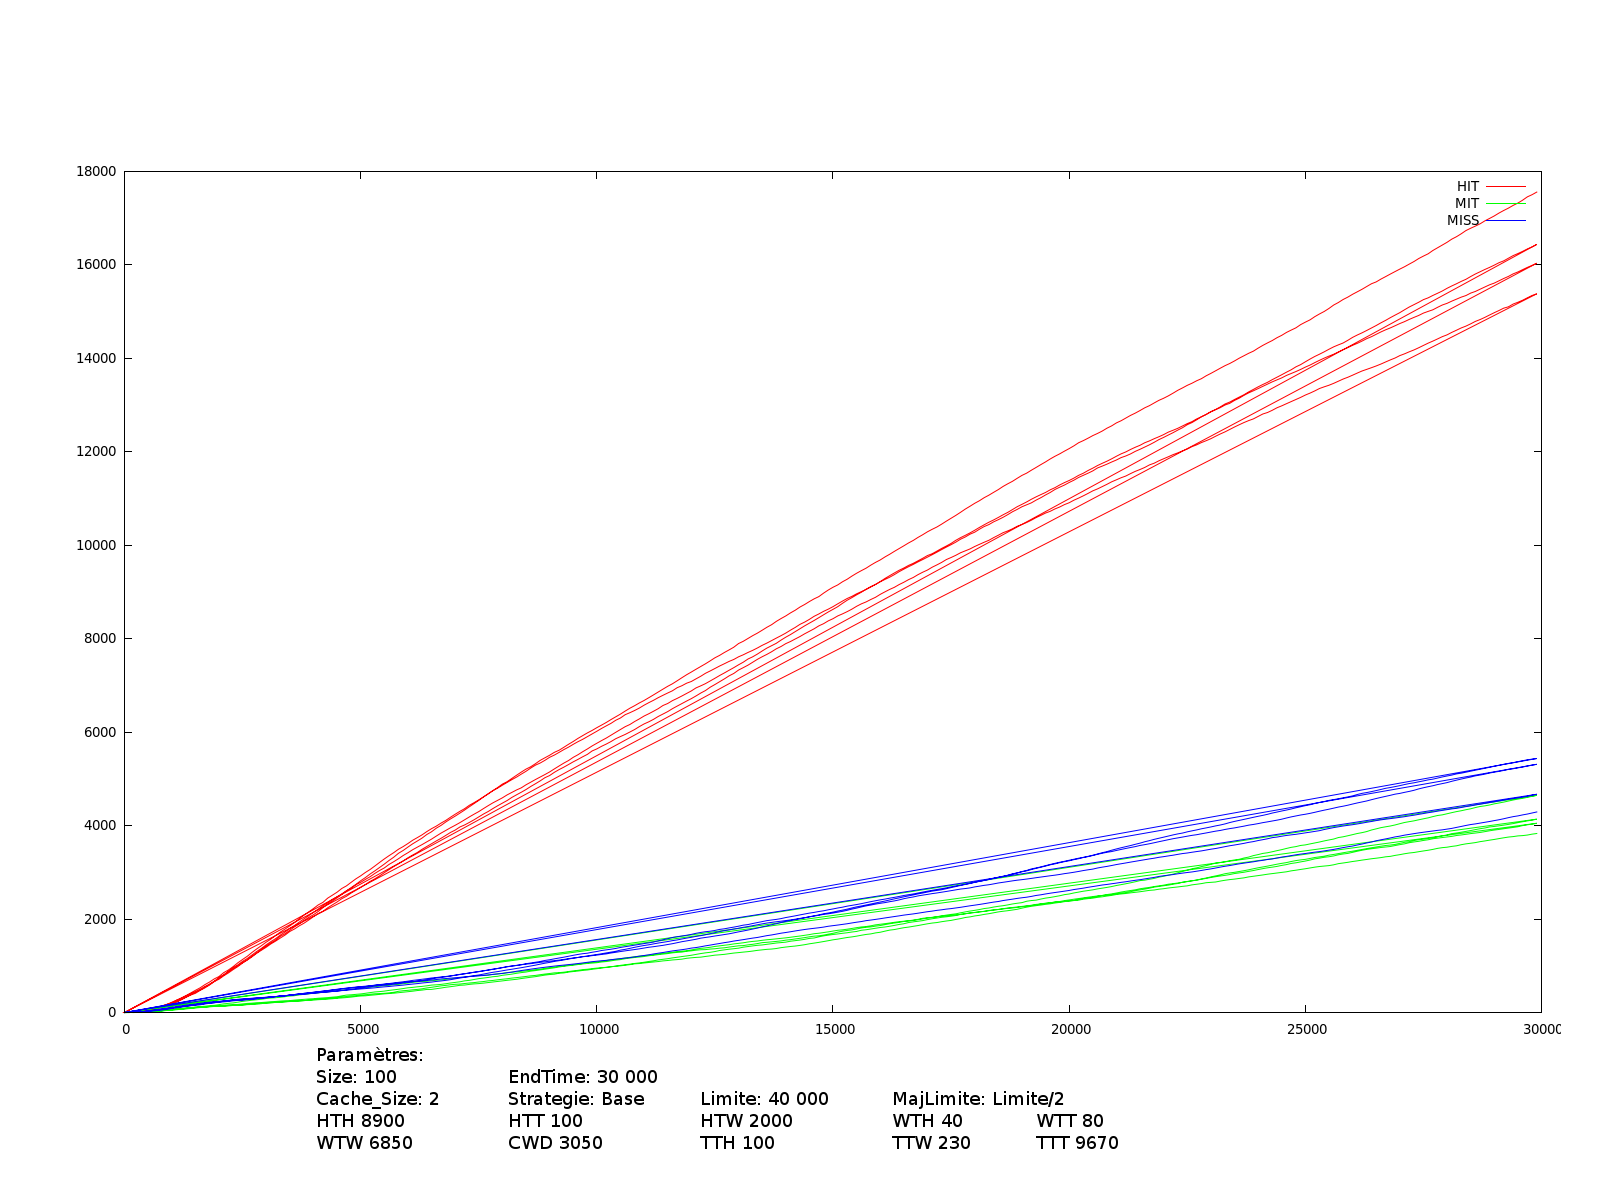 18000
HIT
MIT
MISS
16000
14000
12000
10000
8000
6000
4000
2000
0
0 5000 10000 15000 20000 25000 30000
Paramètres:
Size: 100 EndTime: 30 000
Cache_Size: 2 Strategie: Base Limite: 40 000 MajLimite: Limite/2
HTH 8900 HTT 100 HTW 2000 WTH 40 WTT 80
WTW 6850 CWD 3050 TTH 100 TTW 230 TTT 9670